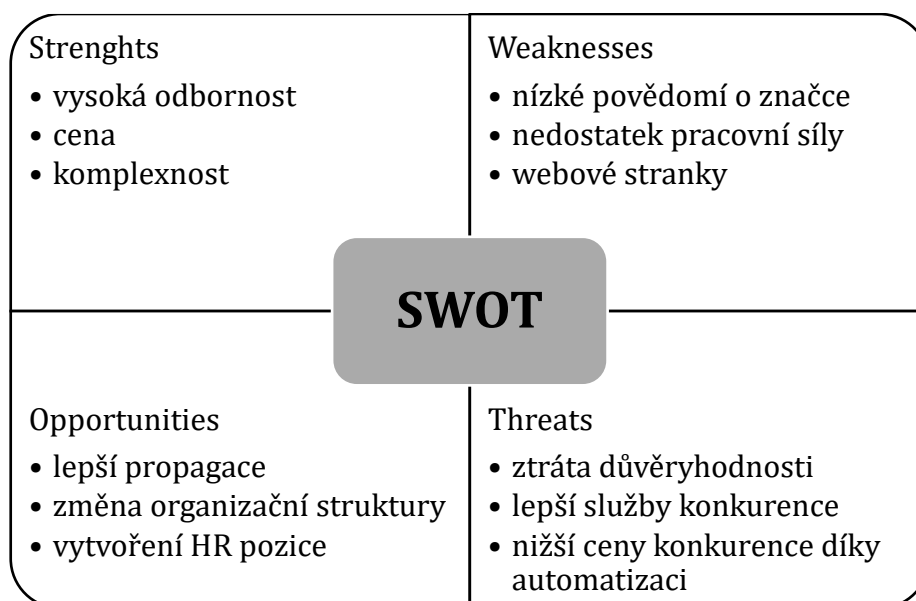 Strenghts
• vysoká odbornost
• cena
• komplexnost
Weaknesses
• nízké povědomí o značce
• nedostatek pracovní síly
• webové stranky
SWOT
Opportunities
• lepší propagace
• změna organizační struktury
• vytvoření HR pozice
Threats
• ztráta důvěryhodnosti
• lepší služby konkurence
• nižší ceny konkurence díky
automatizaci